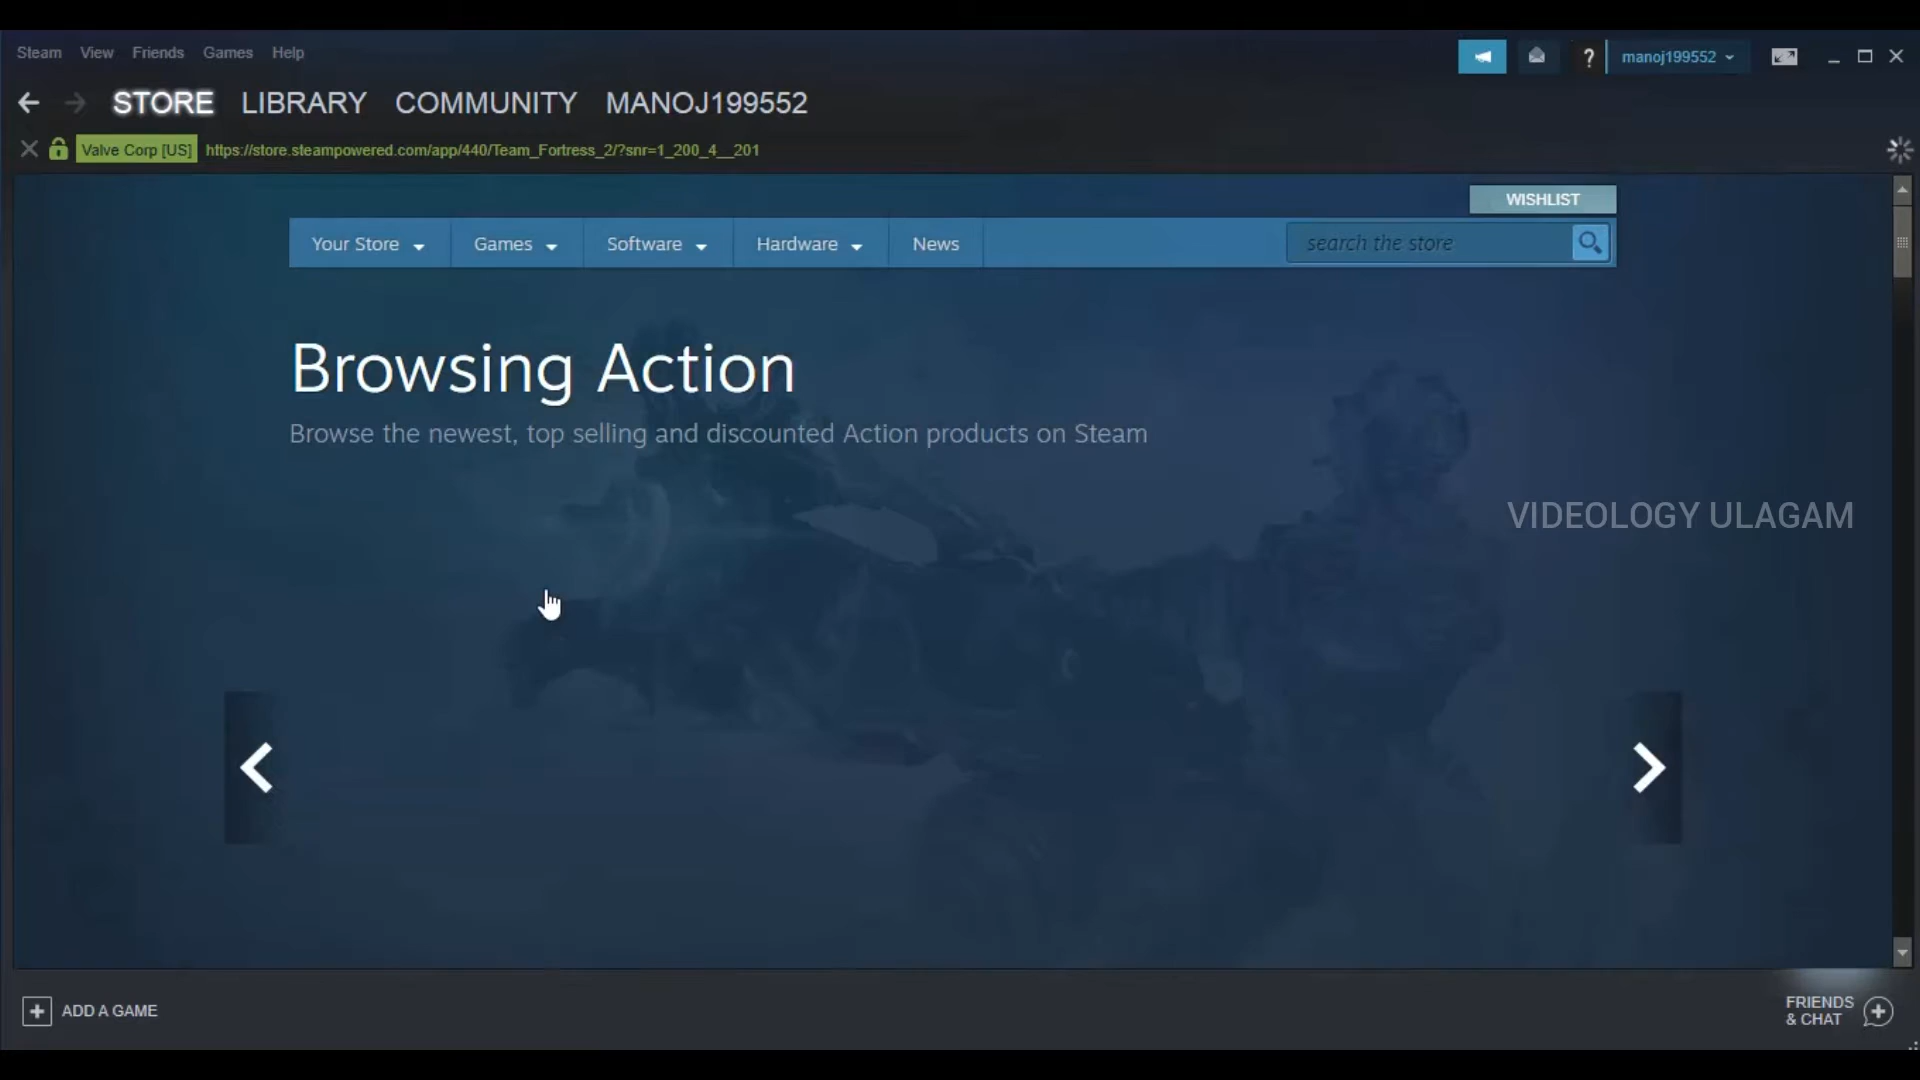 Steam View Friends Games Help
? manoj199552
STORE LIBRARY COMMUNITY MANOJ199552
Valve Corp [US] https://store.steampowered.com/app/440/Team_Fortress_2/?snr=1_200_4__201
WISHLIST
Your Store Games Software Hardware News search the store
Browsing Action
Browse the newest, top selling and discounted Action products on Steam
VIDEOLOGY ULAGAM
ADD A GAME
FRIENDS
& CHAT